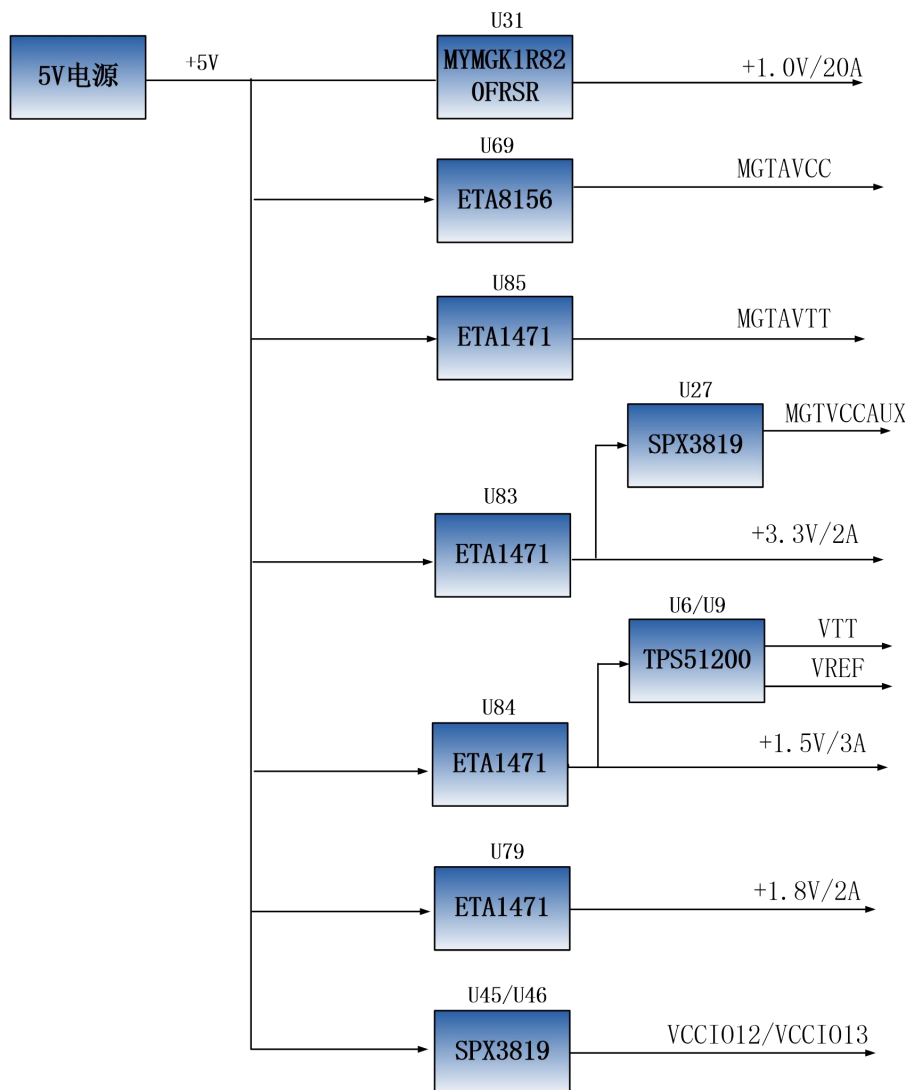 U31
5V电源
+5V
MYMGK1R82
0FRSR
+1.0V/20A
U69
ETA8156
MGTAVCC
U85
ETA1471
MGTAVTT
U27
SPX3819
MGTVCCAUX
U83
ETA1471
+3.3V/2A
U6/U9
TPS51200
VTT
VREF
U84
ETA1471
+1.5V/3A
U79
ETA1471
+1.8V/2A
U45/U46
SPX3819
VCCIO12/VCCIO13